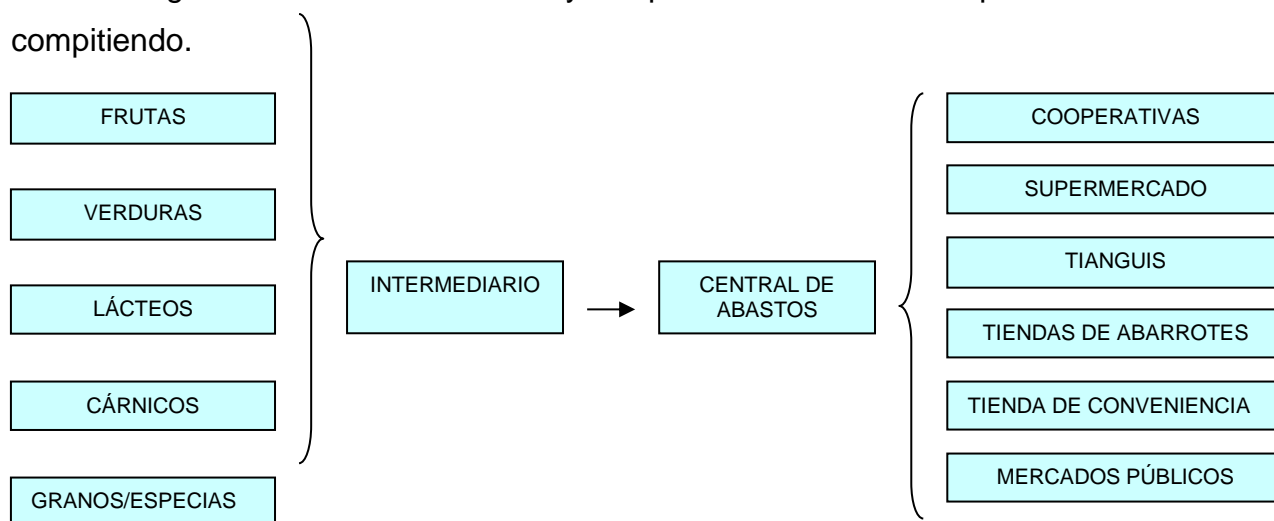 compitiendo.
FRUTAS
VERDURAS
LÁCTEOS
CÁRNICOS
GRANOS/ESPECIAS
INTERMEDIARIO
CENTRAL DE
ABASTOS
COOPERATIVAS
SUPERMERCADO
TIANGUIS
TIENDAS DE ABARROTES
TIENDA DE CONVENIENCIA
MERCADOS PÚBLICOS